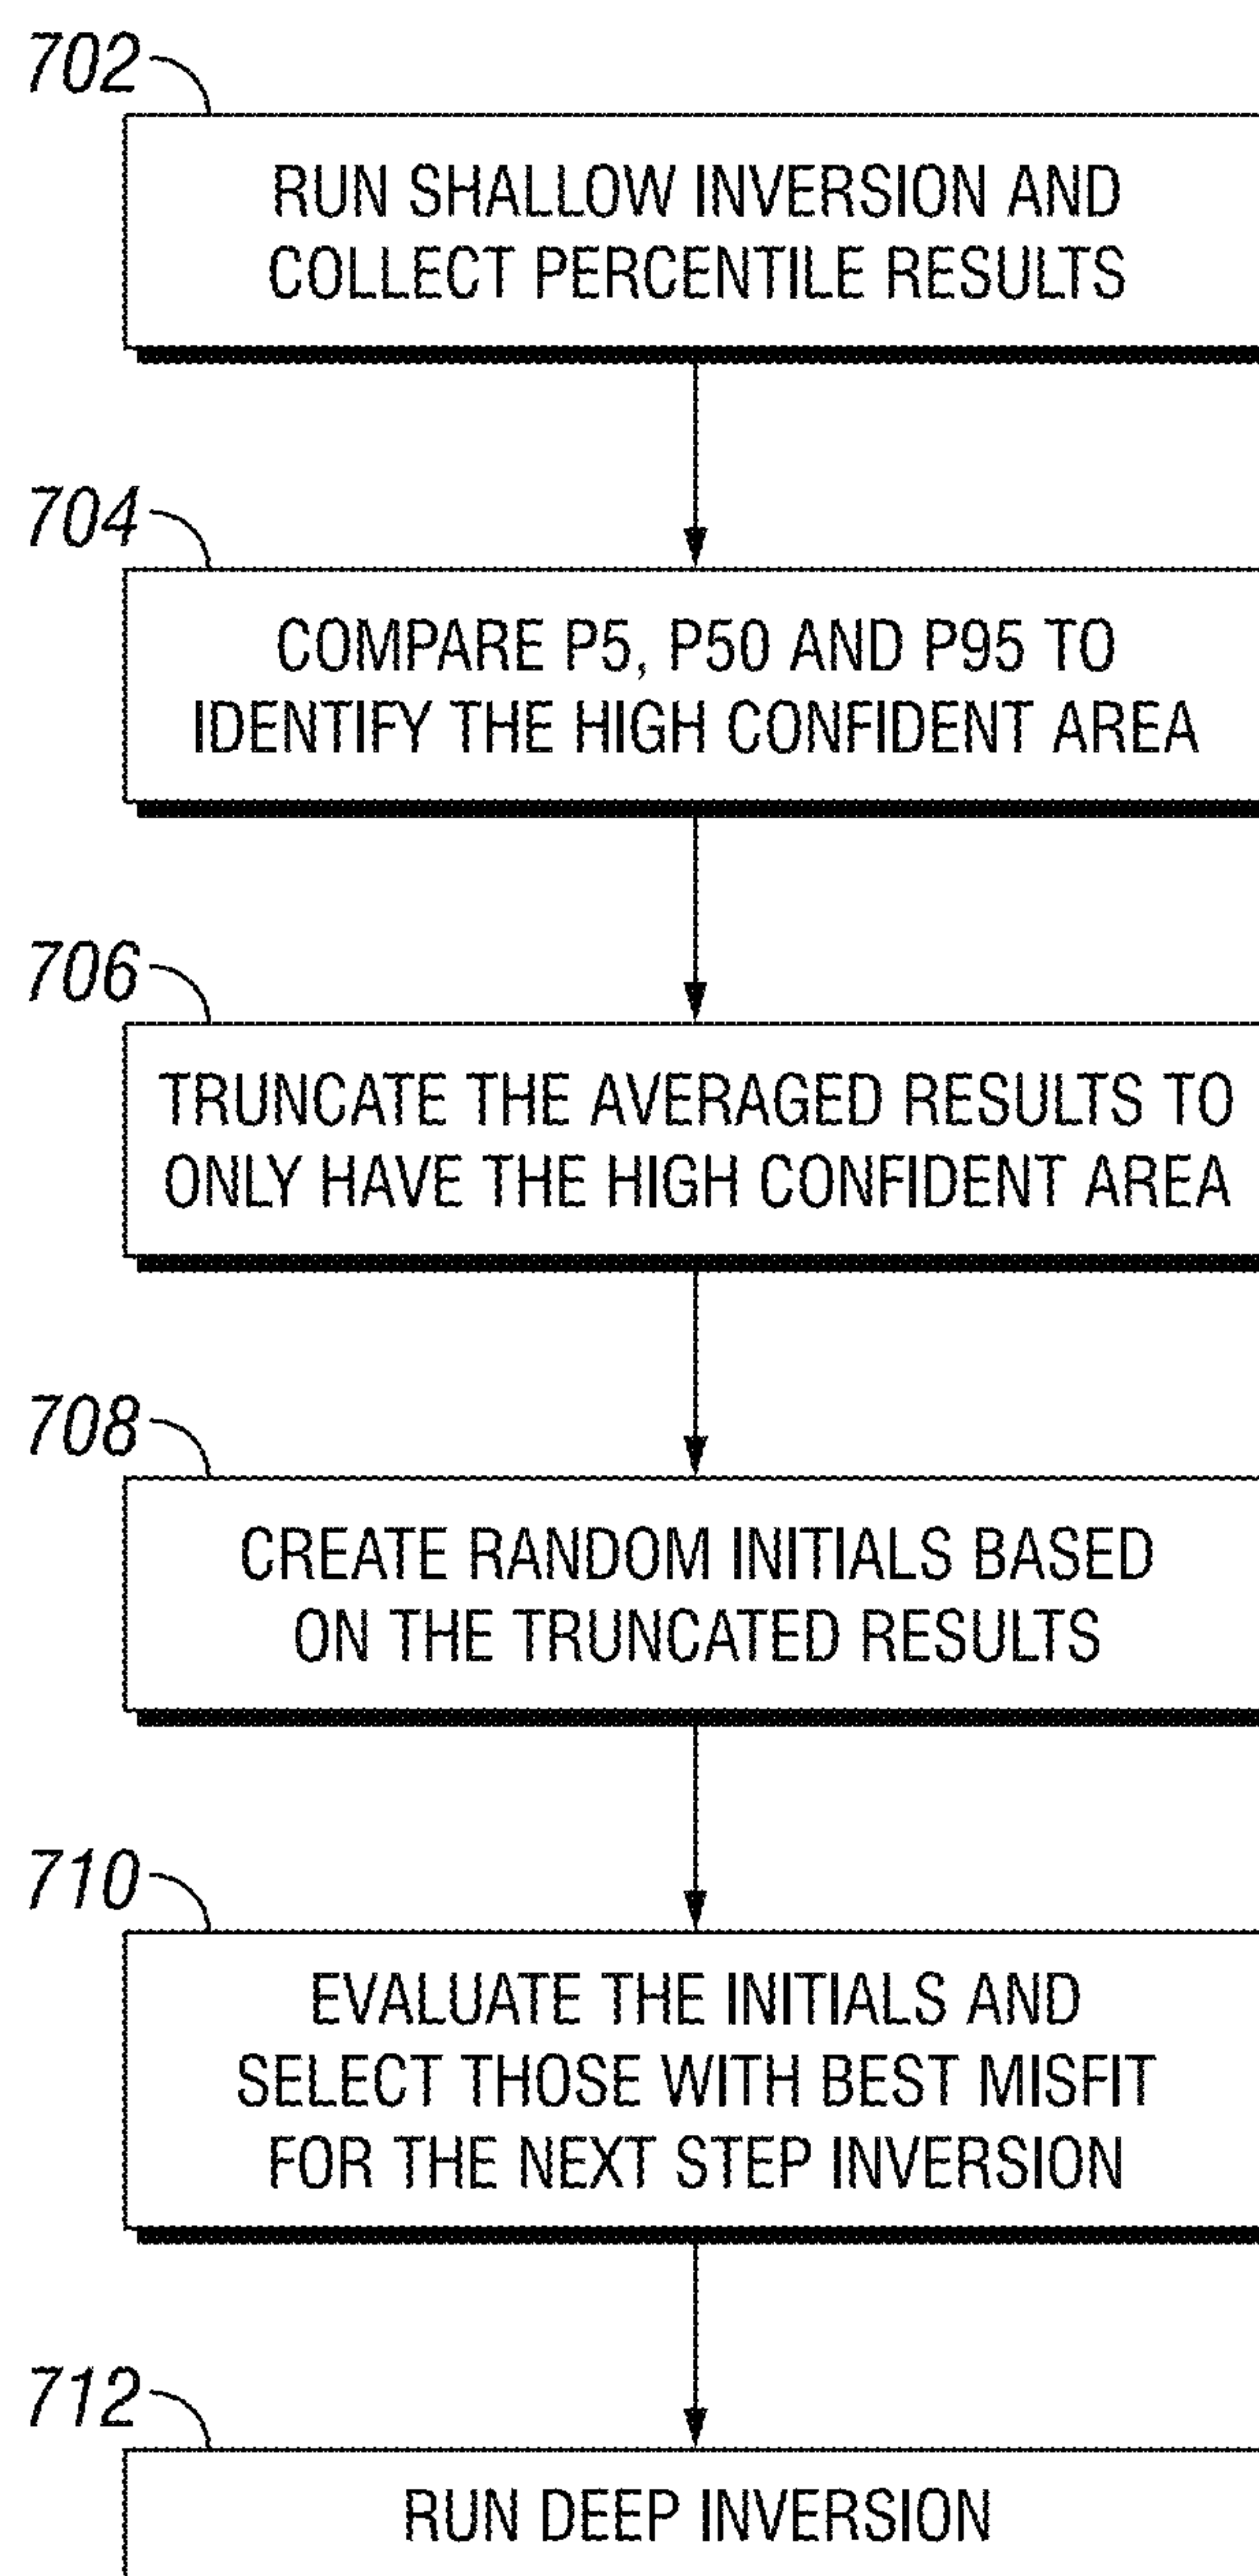 702
RUN SHALLOW INVERSION AND
COLLECT PERCENTILE RESULTS
704
COMPARE P5, P50 AND P95 TO
IDENTIFY THE HIGH CONFIDENT AREA
706
TRUNCATE THE AVERAGED RESULTS TO
ONLY HAVE THE HIGH CONFIDENT AREA
708
CREATE RANDOM INITIALS BASED
ON THE TRUNCATED RESULTS
710
EVALUATE THE INITIALS AND
SELECT THOSE WITH BEST MISFIT
FOR THE NEXT STEP INVERSION
712
RUN DEEP INVERSION